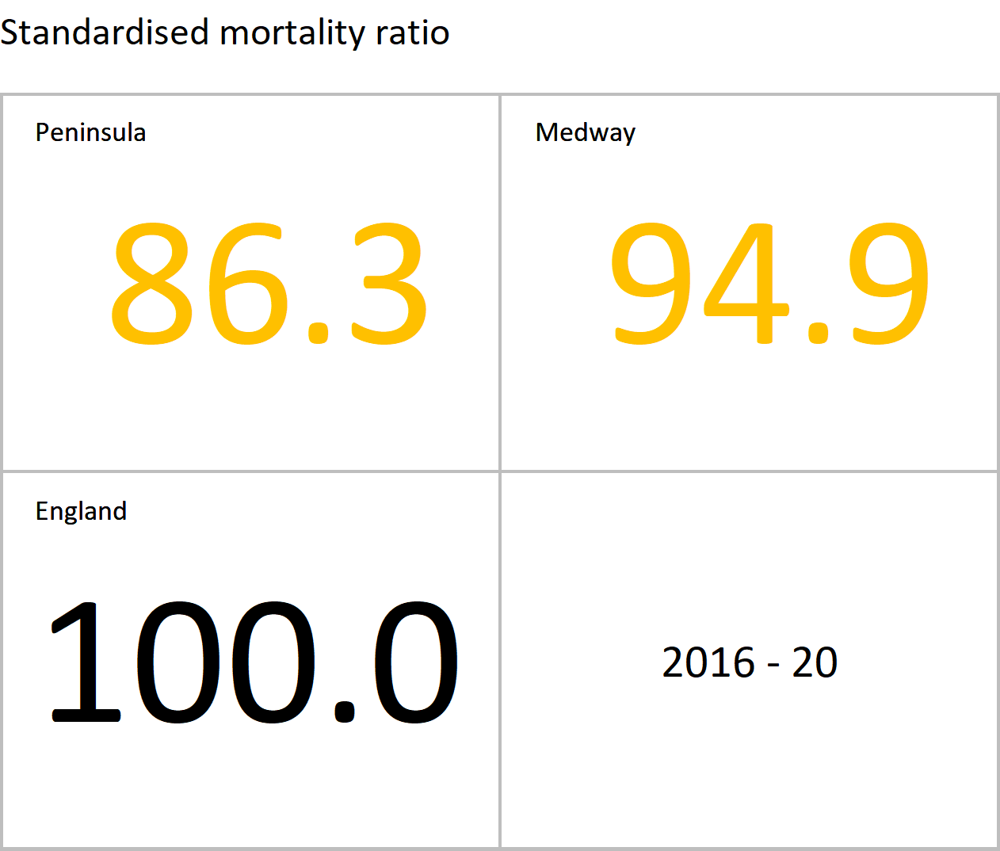 Standardised mortality ratio
Peninsula
86.3
Medway
94.9
England
100.0
2016 - 20